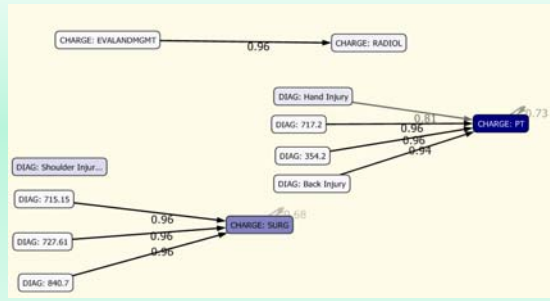 CHARGE: EVALANDMGMT
0.96
CHARGE: RADIOL
DIAG: Hand Injury
0.81
0.73
DIAG: 717.2
0.96
CHARGE: PT
DIAG: 354.2
0.96
DIAG: Back Injury
0.94
DIAG: Shoulder Injur...
DIAG: 715.15
0.96
0.68
DIAG: 727.61
0.96
CHARGE: SURG
DIAG: 840.7
0.96